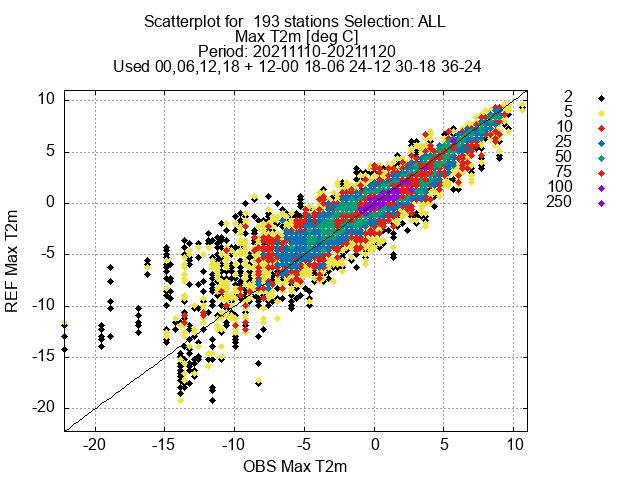 Scatterplot for  193 stations Selection: ALL
Max T2m [deg C]
Period: 20211110-20211120
Used 00,06,12,18 + 12-00 18-06 24-12 30-18 36-24
2
5
10
25
50
75
100
250
10
5
0
-5
-10
-15
-20
REF Max T2m
-20 -15 -10 -5 0 5 10
OBS Max T2m